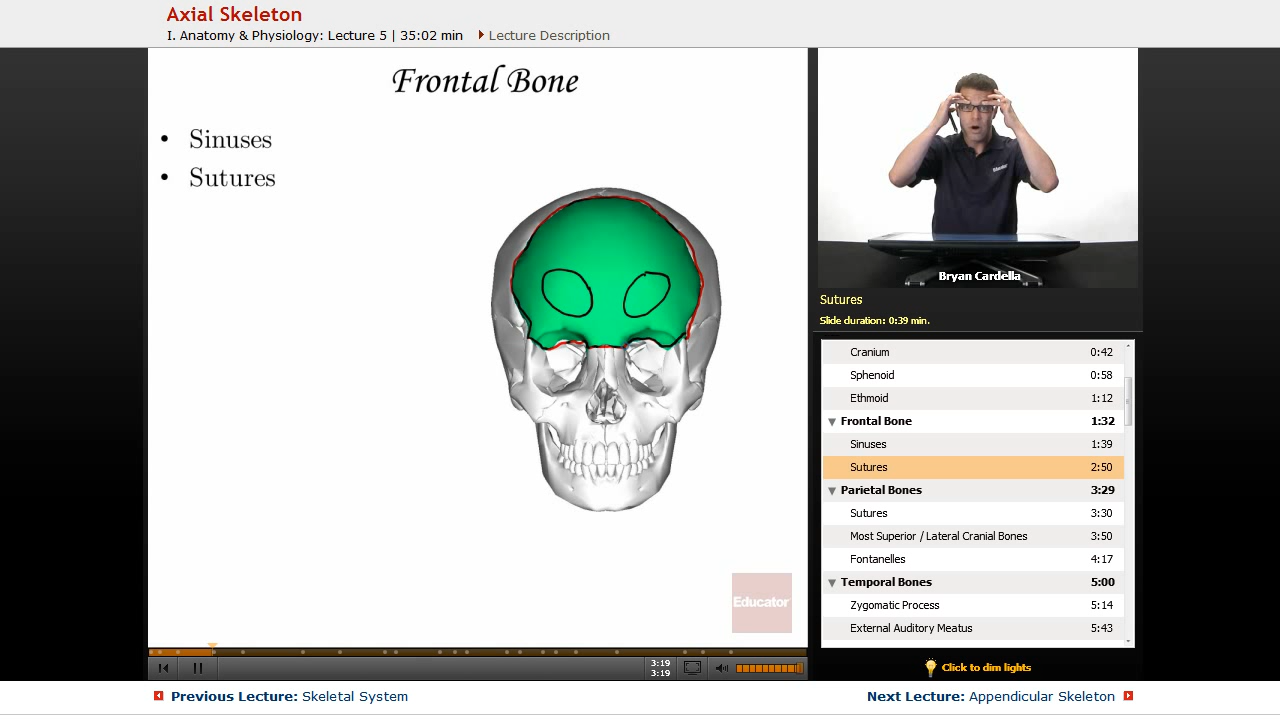 Axial Skeleton
I. Anatomy & Physiology: Lecture 5 | 35:02 min
Lecture Description
Frontal Bone
• Sinuses
• Sutures
Educator
Bryan Cardella
Sutures
Slide duration: 0:39 min.
Cranium 0:42
Sphenoid 0:58
Ethmoid 1:12
Frontal Bone 1:32
Sinuses 1:39
Sutures 2:50
Parietal Bones 3:29
Sutures 3:30
Most Superior / Lateral Cranial Bones 3:50
Fontanelles 4:17
Temporal Bones 5:00
Zygomatic Process 5:14
External Auditory Meatus 5:43
3:19
3:19
Click to dim lights
Previous Lecture: Skeletal System
Next Lecture: Appendicular Skeleton